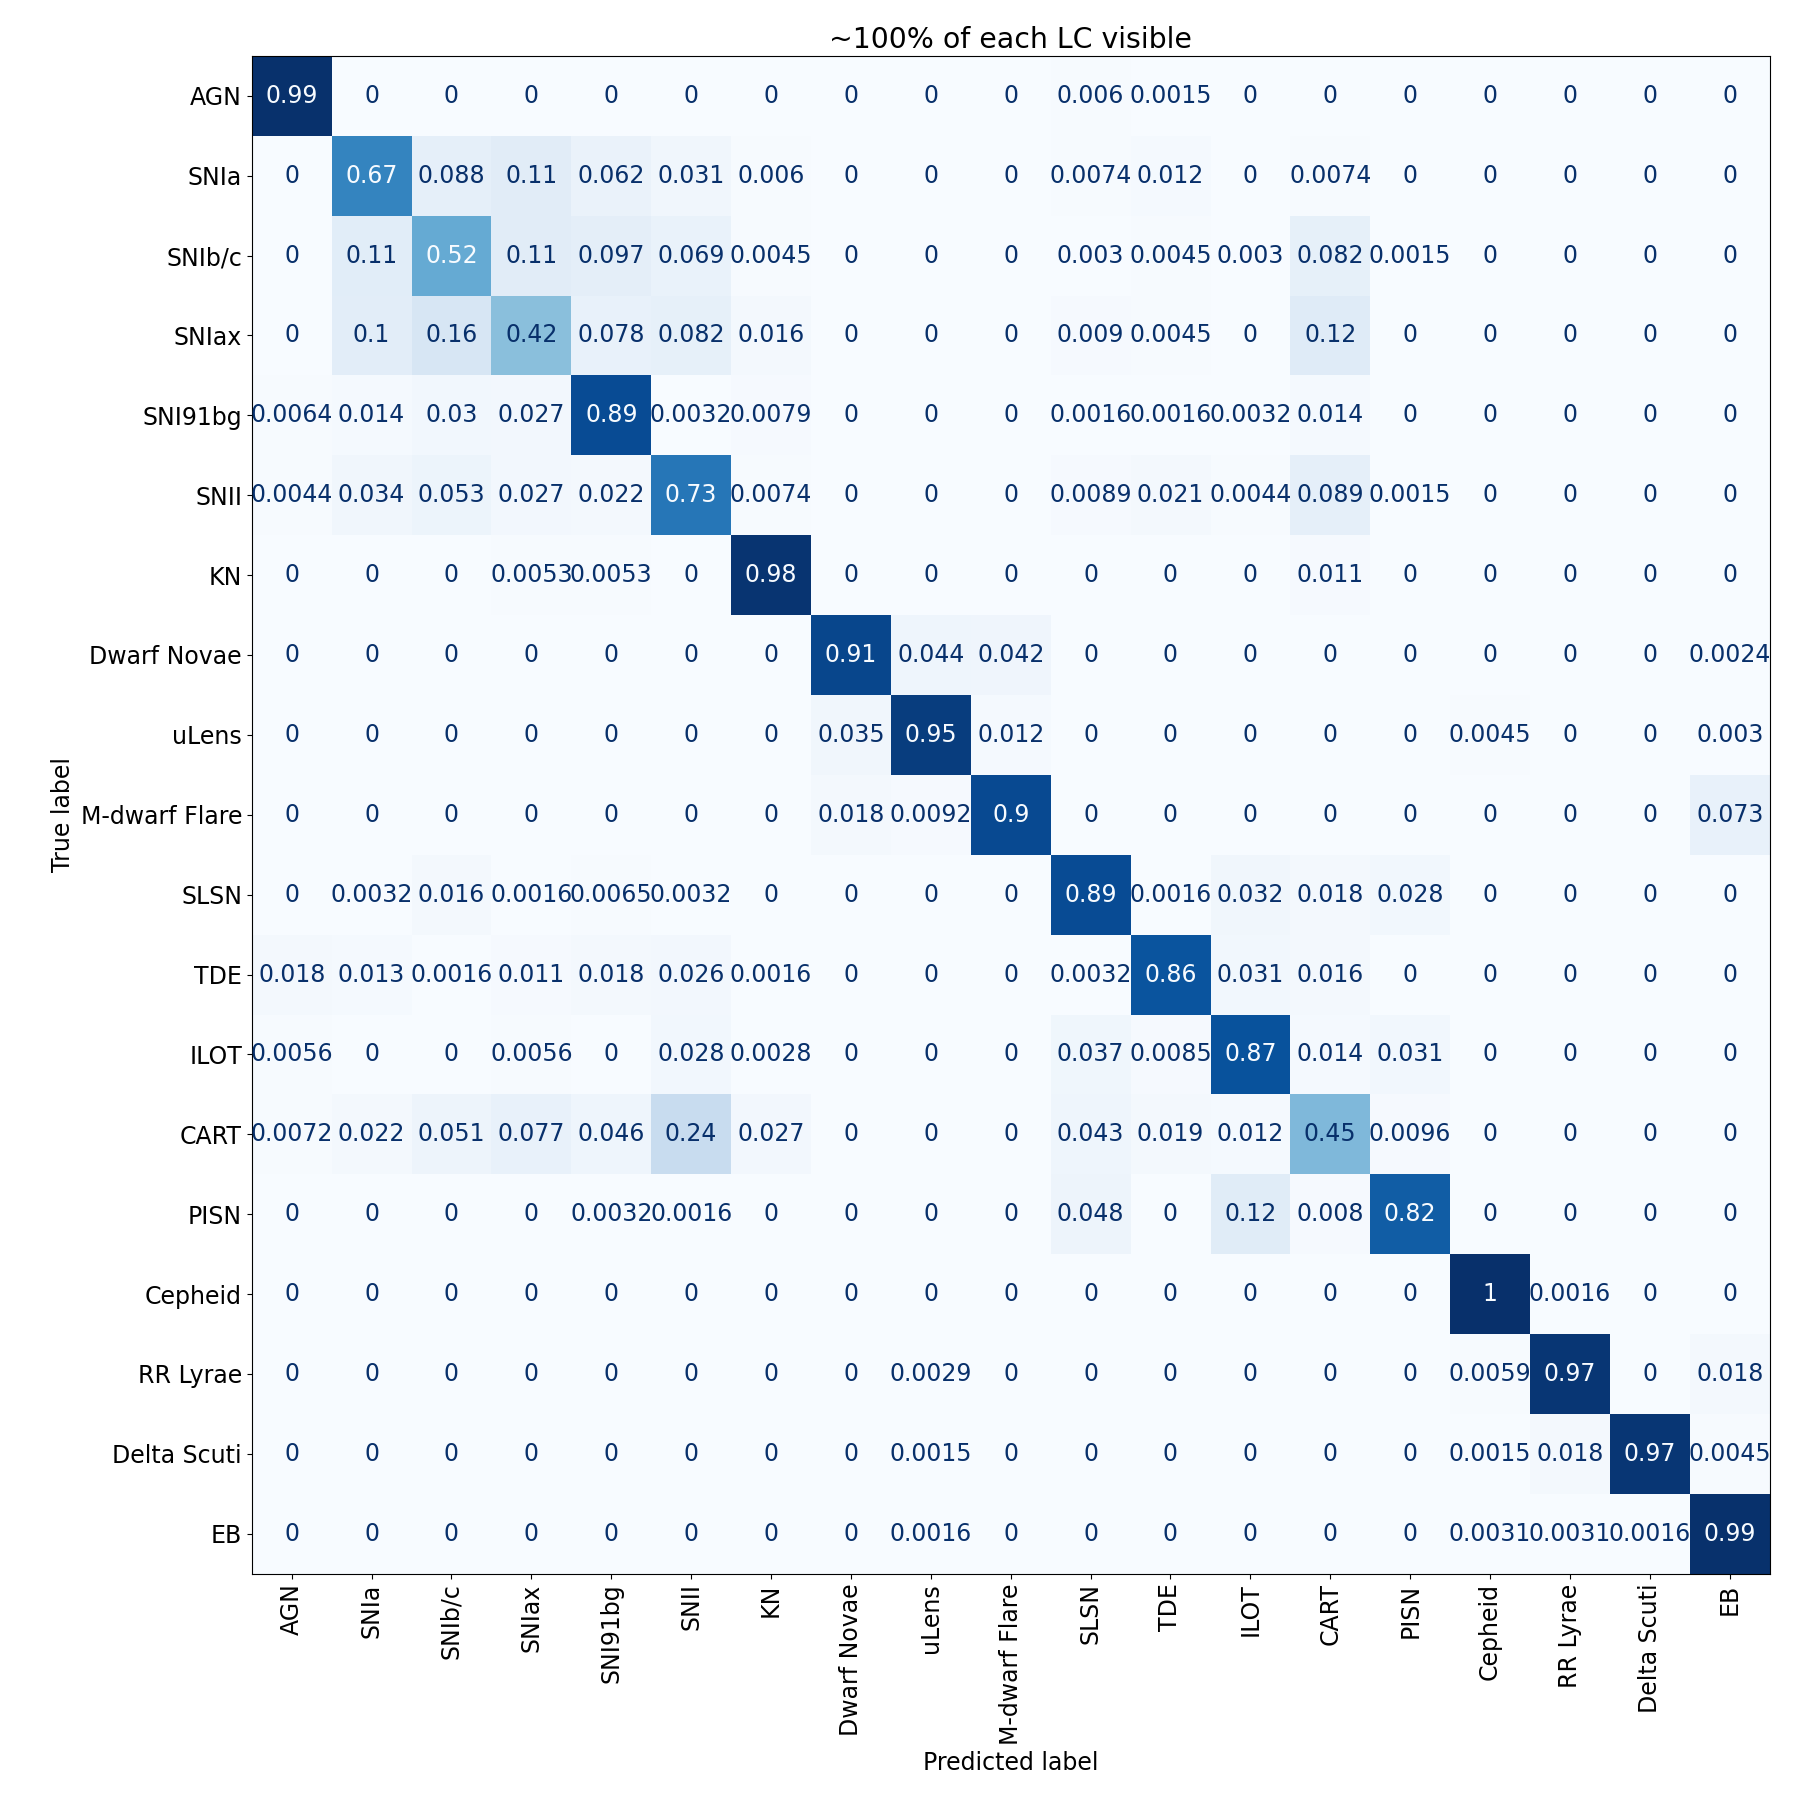 ~100% of each LC visible
AGN 0.99 0 0 0 0 0 0 0 0 0 0.006 0.0015 0 0 0 0 0 0 0
SNIa 0 0.67 0.088 0.11 0.062 0.031 0.006 0 0 0 0.0074 0.012 0 0.0074 0 0 0 0 0
SNIb/c 0 0.11 0.52 0.11 0.097 0.069 0.0045 0 0 0 0.003 0.0045 0.003 0.082 0.0015 0 0 0 0
SNIax 0 0.1 0.16 0.42 0.078 0.082 0.016 0 0 0 0.009 0.0045 0 0.12 0 0 0 0 0
SNI91bg 0.0064 0.014 0.03 0.027 0.89 0.0032 0.0079 0 0 0 0.0016 0.0016 0.0032 0.014 0 0 0 0 0
SNII 0.0044 0.034 0.053 0.027 0.022 0.73 0.0074 0 0 0 0.0089 0.021 0.0044 0.089 0.0015 0 0 0 0
KN 0 0 0 0.0053 0.0053 0 0.98 0 0 0 0 0 0 0.011 0 0 0 0 0
Dwarf Novae 0 0 0 0 0 0 0 0.91 0.044 0.042 0 0 0 0 0 0 0 0 0.0024
uLens 0 0 0 0 0 0 0 0.035 0.95 0.012 0 0 0 0 0 0.0045 0 0 0.003
M-dwarf Flare 0 0 0 0 0 0 0 0.018 0.0092 0.9 0 0 0 0 0 0 0 0 0.073
SLSN 0 0.0032 0.016 0.0016 0.0065 0.0032 0 0 0 0 0.89 0.0016 0.032 0.018 0.028 0 0 0 0
TDE 0.018 0.013 0.0016 0.011 0.018 0.026 0.0016 0 0 0 0.0032 0.86 0.031 0.016 0 0 0 0 0
ILOT 0.0056 0 0 0.0056 0 0.028 0.0028 0 0 0 0.037 0.0085 0.87 0.014 0.031 0 0 0 0
CART 0.0072 0.022 0.051 0.077 0.046 0.24 0.027 0 0 0 0.043 0.019 0.012 0.45 0.0096 0 0 0 0
PISN 0 0 0 0 0.0032 0.0016 0 0 0 0 0.048 0 0.12 0.008 0.82 0 0 0 0
Cepheid 0 0 0 0 0 0 0 0 0 0 0 0 0 0 0 1 0.0016 0 0
RR Lyrae 0 0 0 0 0 0 0 0 0.0029 0 0 0 0 0 0 0.0059 0.97 0 0.018
Delta Scuti 0 0 0 0 0 0 0 0 0.0015 0 0 0 0 0 0 0.0015 0.018 0.97 0.0045
EB 0 0 0 0 0 0 0 0 0.0016 0 0 0 0 0 0 0.0031 0.0031 0.0016 0.99
True label
AGN SNIa SNIb/c SNIax SNI91bg SNII KN Dwarf Novae uLens M-dwarf Flare SLSN TDE ILOT CART PISN Cepheid RR Lyrae Delta Scuti EB
Predicted label